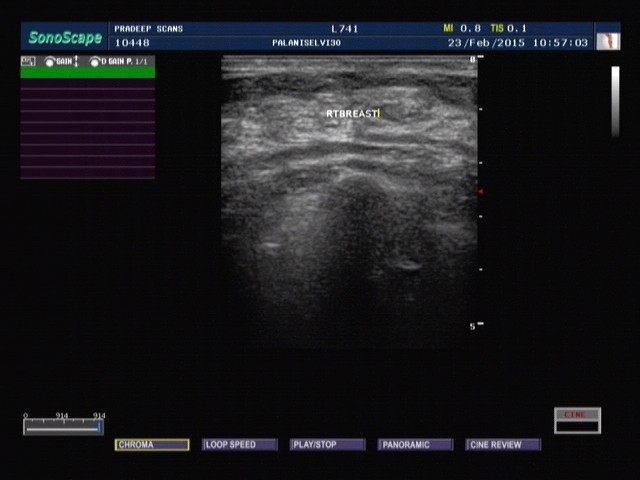 SonoScape
PRADEEP SCANS L741 MI 0.8 TIS 0.1
10448 PALANISELVI30 23/Feb/2015 10:57:03
GAIN D GAIN P. 1/1
0
RTBREAST
5
0 914 914
CINE
CHROMA LOOP SPEED PLAY/STOP PANORAMIC CINE REVIEW